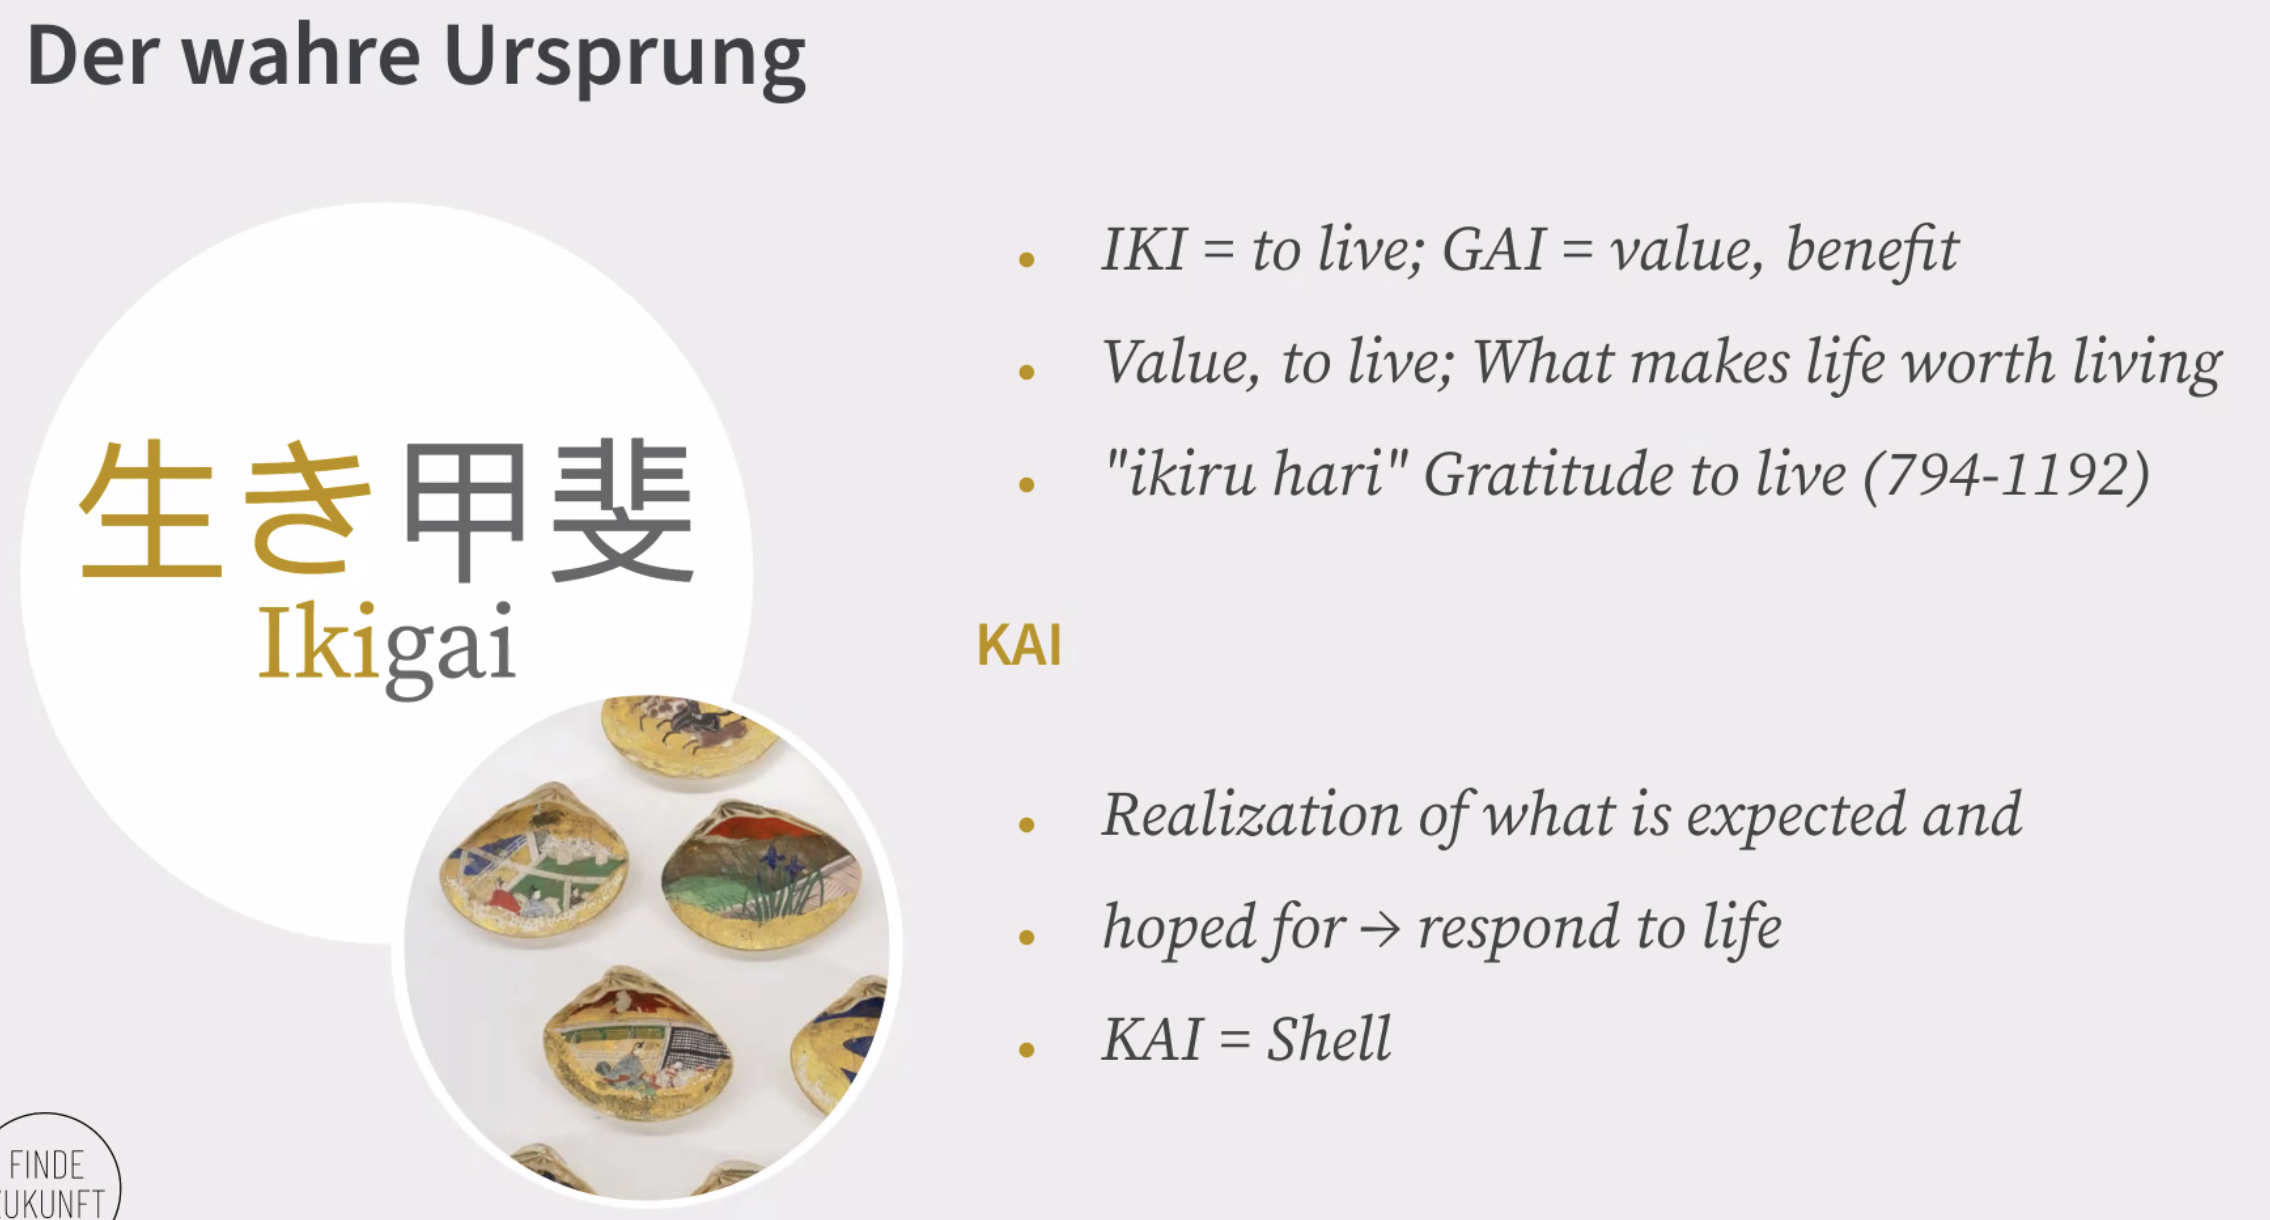 Der wahre Ursprung
生き甲斐
Ikigai
• IKI = to live; GAI = value, benefit
• Value, to live; What makes life worth living
• "ikiru hari" Gratitude to live (794-1192)
KAI
• Realization of what is expected and
• hoped for → respond to life
• KAI = Shell
FINDE
UKUNFT